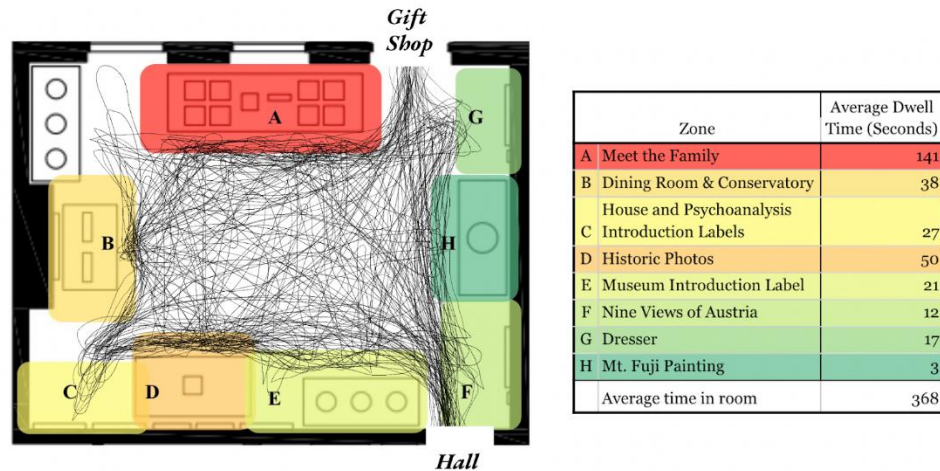 Gift
Shop
A
G
B
H
C
D
E
F
Hall
Zone
Average Dwell
Time (Seconds)
A Meet the Family 141
B Dining Room & Conservatory 38
House and Psychoanalysis
C Introduction Labels 27
D Historic Photos 50
E Museum Introduction Label 21
F Nine Views of Austria 12
G Dresser 17
H Mt. Fuji Painting 3
Average time in room 368